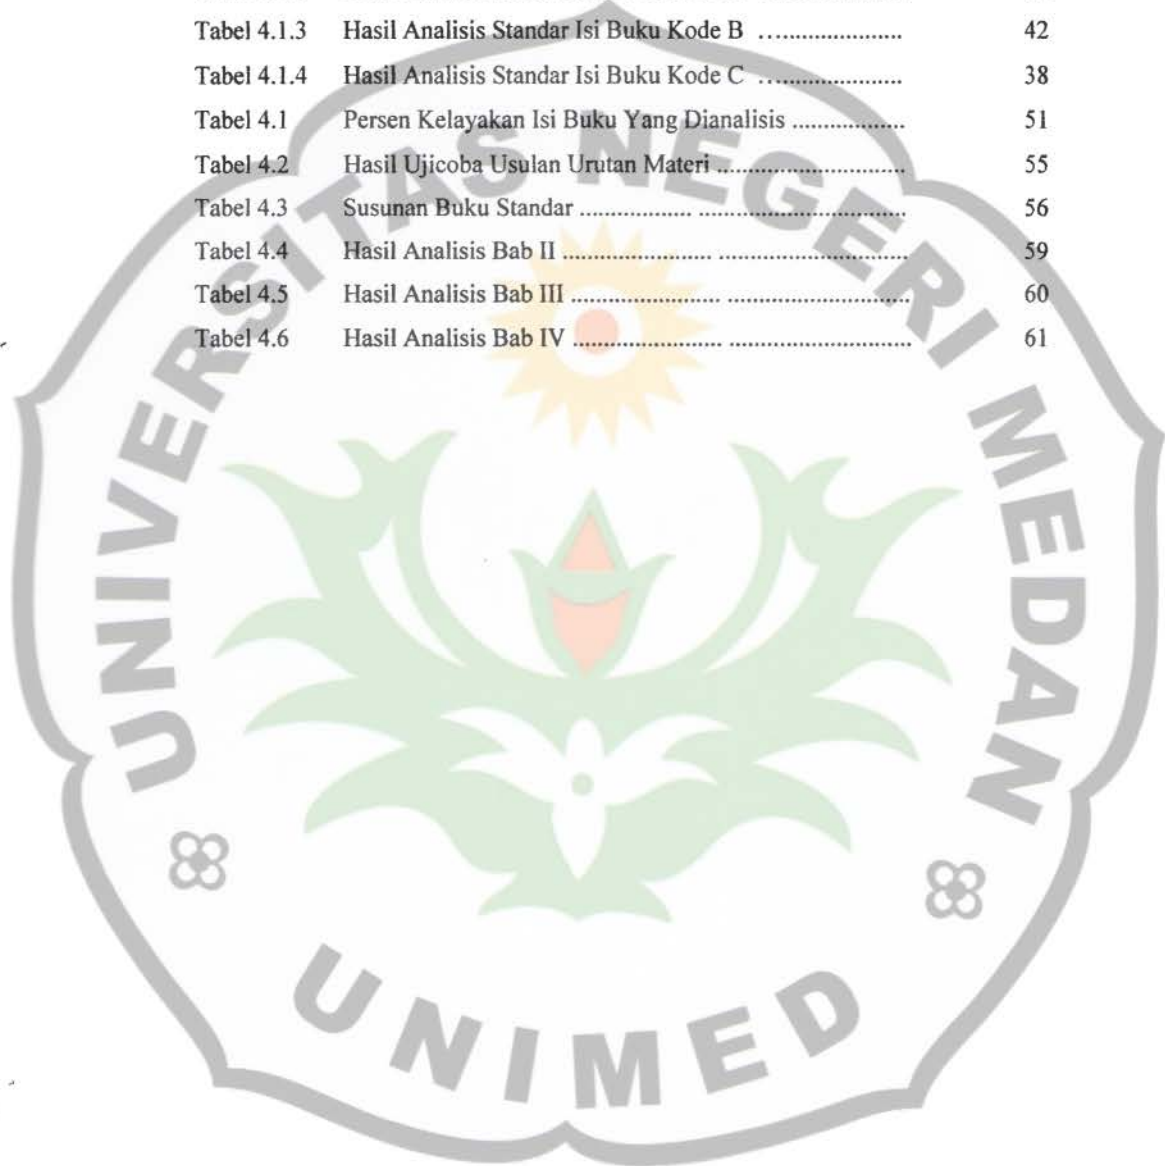 Tabel 4.1.3 Hasil Analisis Standar Isi Buku Kode B ........................ 42
Tabel 4.1.4 Hasil Analisis Standar Isi Buku Kode C ........................ 38
Tabel 4.1 Persen Kelayakan Isi Buku Yang Dianalisis ................... 51
Tabel 4.2 Hasil Ujicoba Usulan Urutan Materi ............................... 55
Tabel 4.3 Susunan Buku Standar ................... ................................... 56
Tabel 4.4 Hasil Analisis Bab II ......................... ................................ 59
Tabel 4.5 Hasil Analisis Bab III ......................... .............................. 60
Tabel 4.6 Hasil Analisis Bab IV ......................... .............................. 61
UNIVERSITAS NEGERI MEDAN
UNIMED